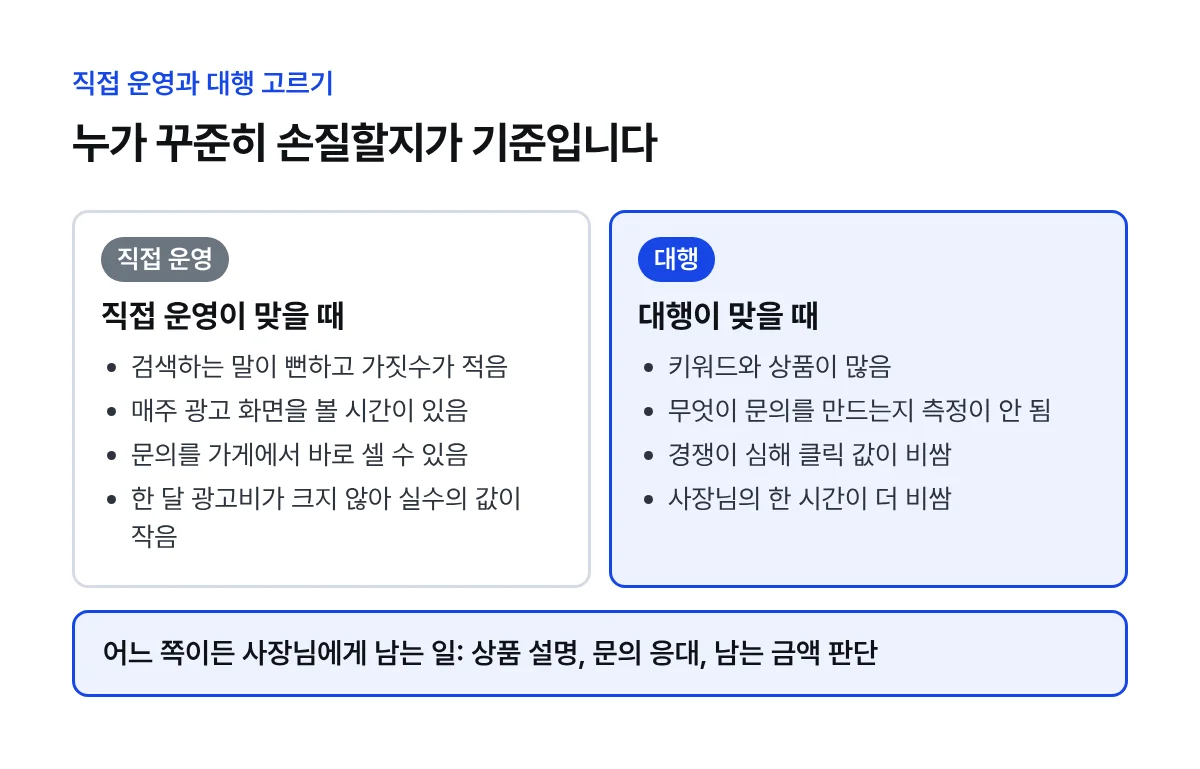 직접 운영과 대행 고르기
누가 꾸준히 손질할지가 기준입니다
직접 운영
직접 운영이 맞을 때
• 검색하는 말이 뻔하고 가짓수가 적음
• 매주 광고 화면을 볼 시간이 있음
• 문의를 가게에서 바로 셀 수 있음
• 한 달 광고비가 크지 않아 실수의 값이
작음
대행
대행이 맞을 때
• 키워드와 상품이 많음
• 무엇이 문의를 만드는지 측정이 안 됨
• 경쟁이 심해 클릭 값이 비쌈
• 사장님의 한 시간이 더 비쌈
어느 쪽이든 사장님에게 남는 일: 상품 설명, 문의 응대, 남는 금액 판단